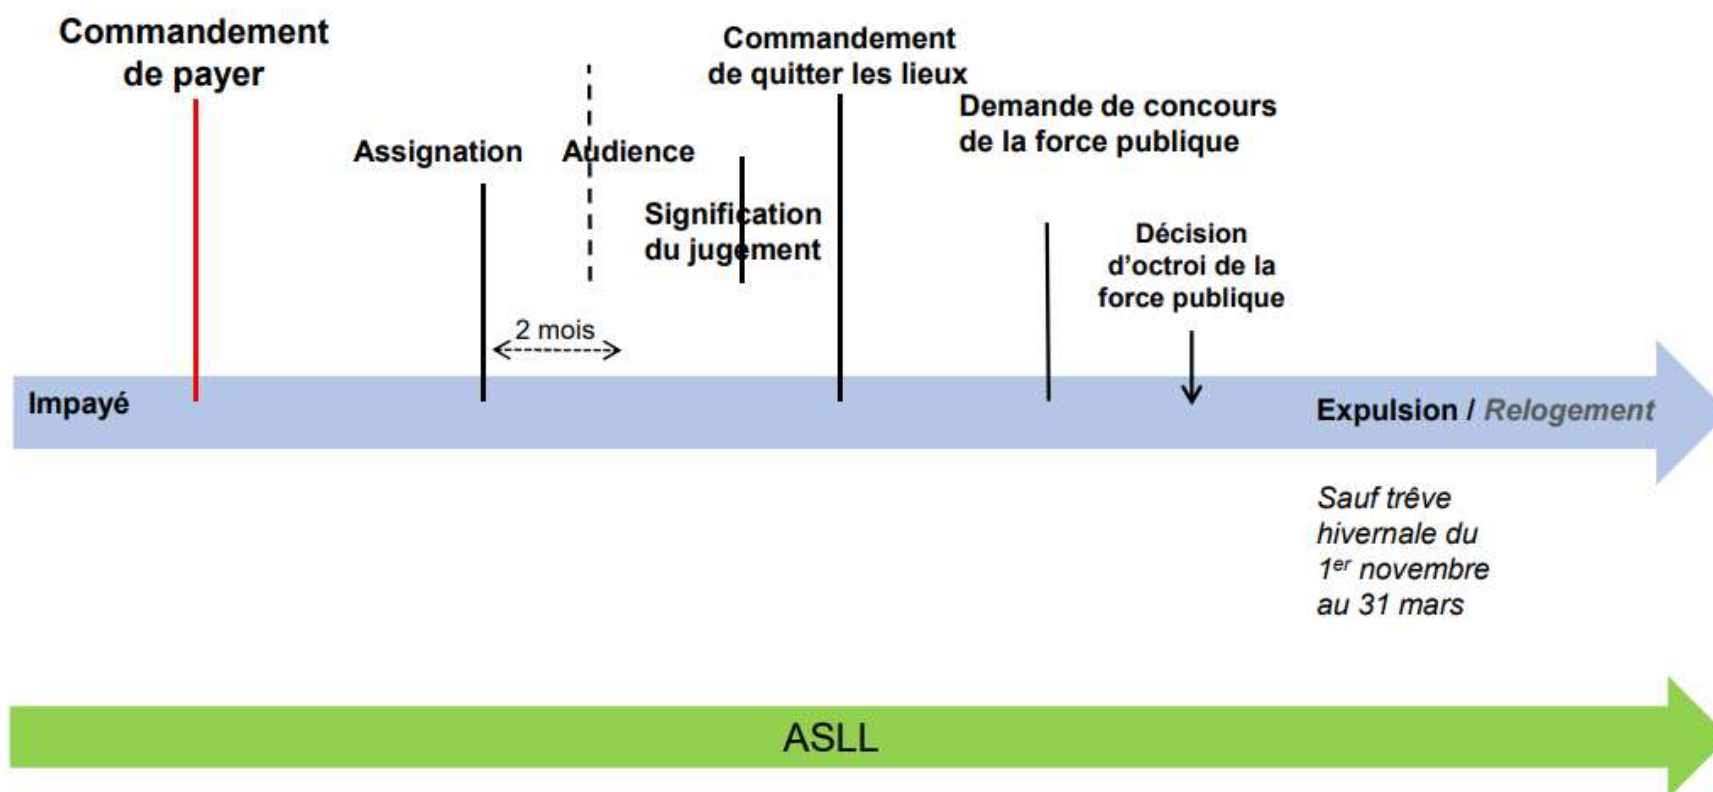 Commandement
de payer
Assignation
Audience
Signification
du jugement
Commandement
de quitter les lieux
Demande de concours
de la force publique
Décision
d’octroi de la
force publique
2 mois
Impayé
Expulsion / Relogement
Sauf trêve
hivernale du
1er novembre
au 31 mars
ASLL